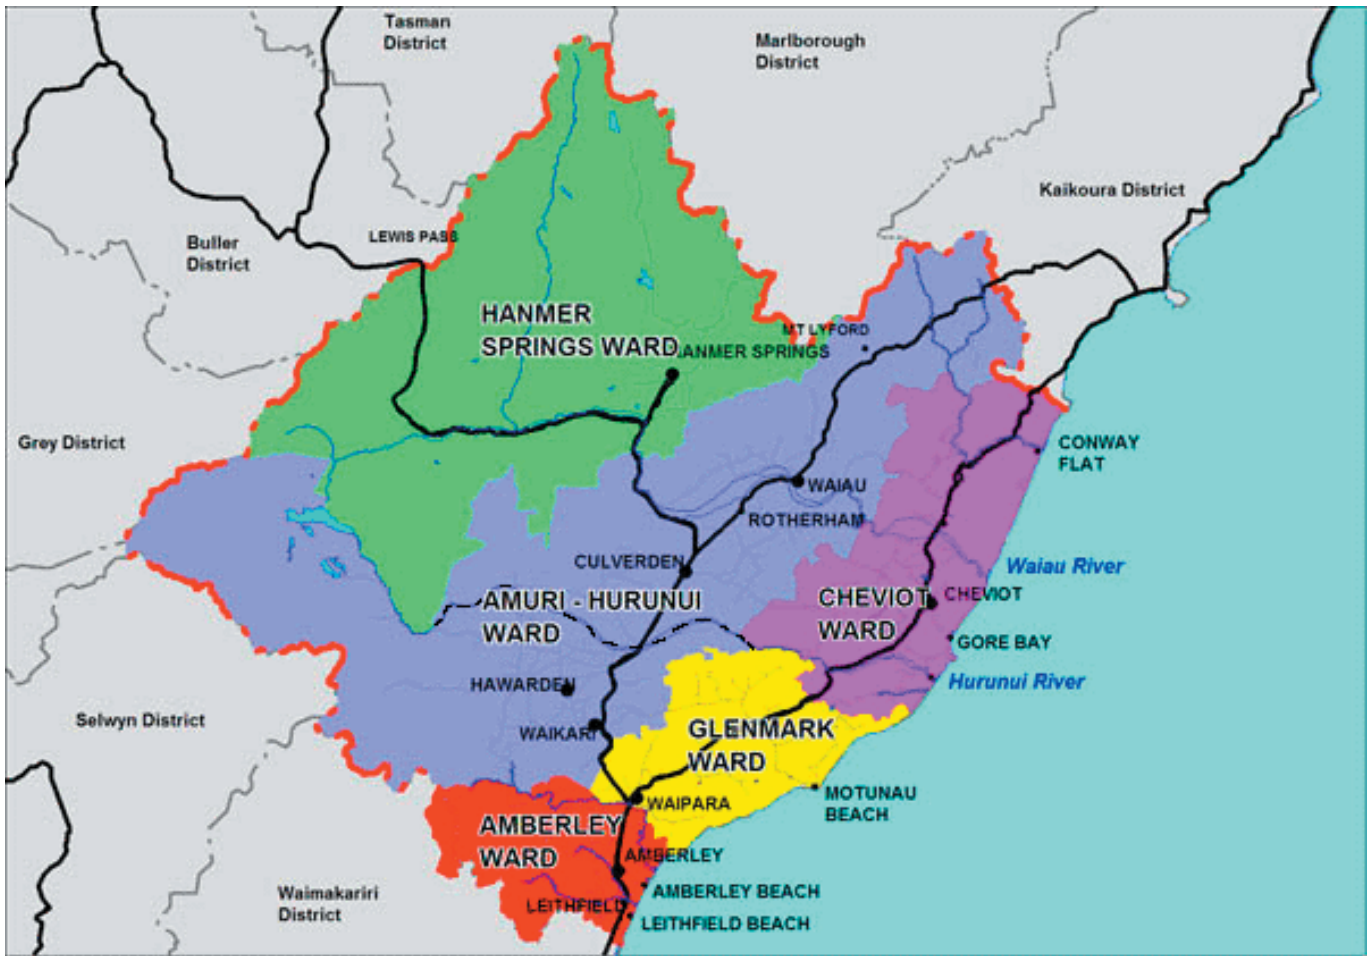 Tasman
District
Marlborough
District
Kaikoura District
LEWIS PASS
Buller
District
HANMER
SPRINGS WARD
HANMER SPRINGS
MT LYFORD
Grey District
CONWAY
FLAT
WAIAU
ROTHERHAM
CULVERDEN
Waiau River
AMURI - HURUNUI
WARD
CHEVIOT
WARD
CHEVIOT
GORE BAY
HAWARDEN
Hurunui River
Selwyn District
WAIKARI
GLENMARK
WARD
MOTUNAU
BEACH
WAIPARA
AMBERLEY
WARD
AMBERLEY
Waimakariri
District
AMBERLEY BEACH
LEITHFIELD
LEITHFIELD BEACH